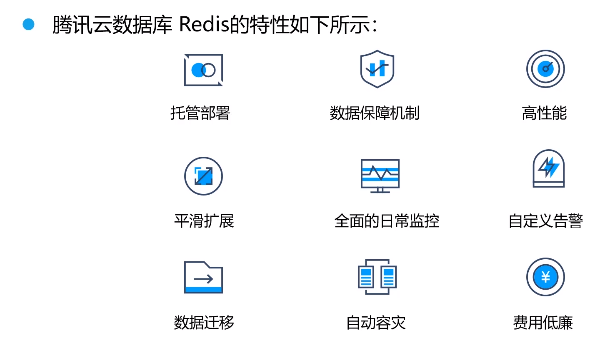 腾讯云数据库 Redis的特性如下所示：
托管部署 数据保障机制 高性能
平滑扩展 全面的日常监控 自定义告警
¥
数据迁移 自动容灾 费用低廉